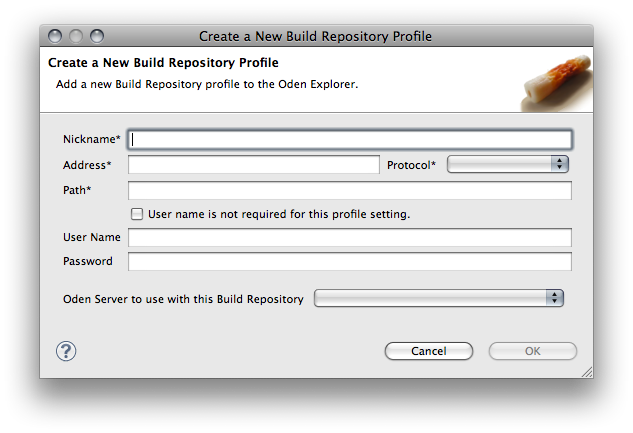 Create a New Build Repository Profile
Create a New Build Repository Profile
Add a new Build Repository profile to the Oden Explorer.
Nickname*
Address* Protocol*
Path*
User name is not required for this profile setting.
User Name
Password
Oden Server to use with this Build Repository
? Cancel OK